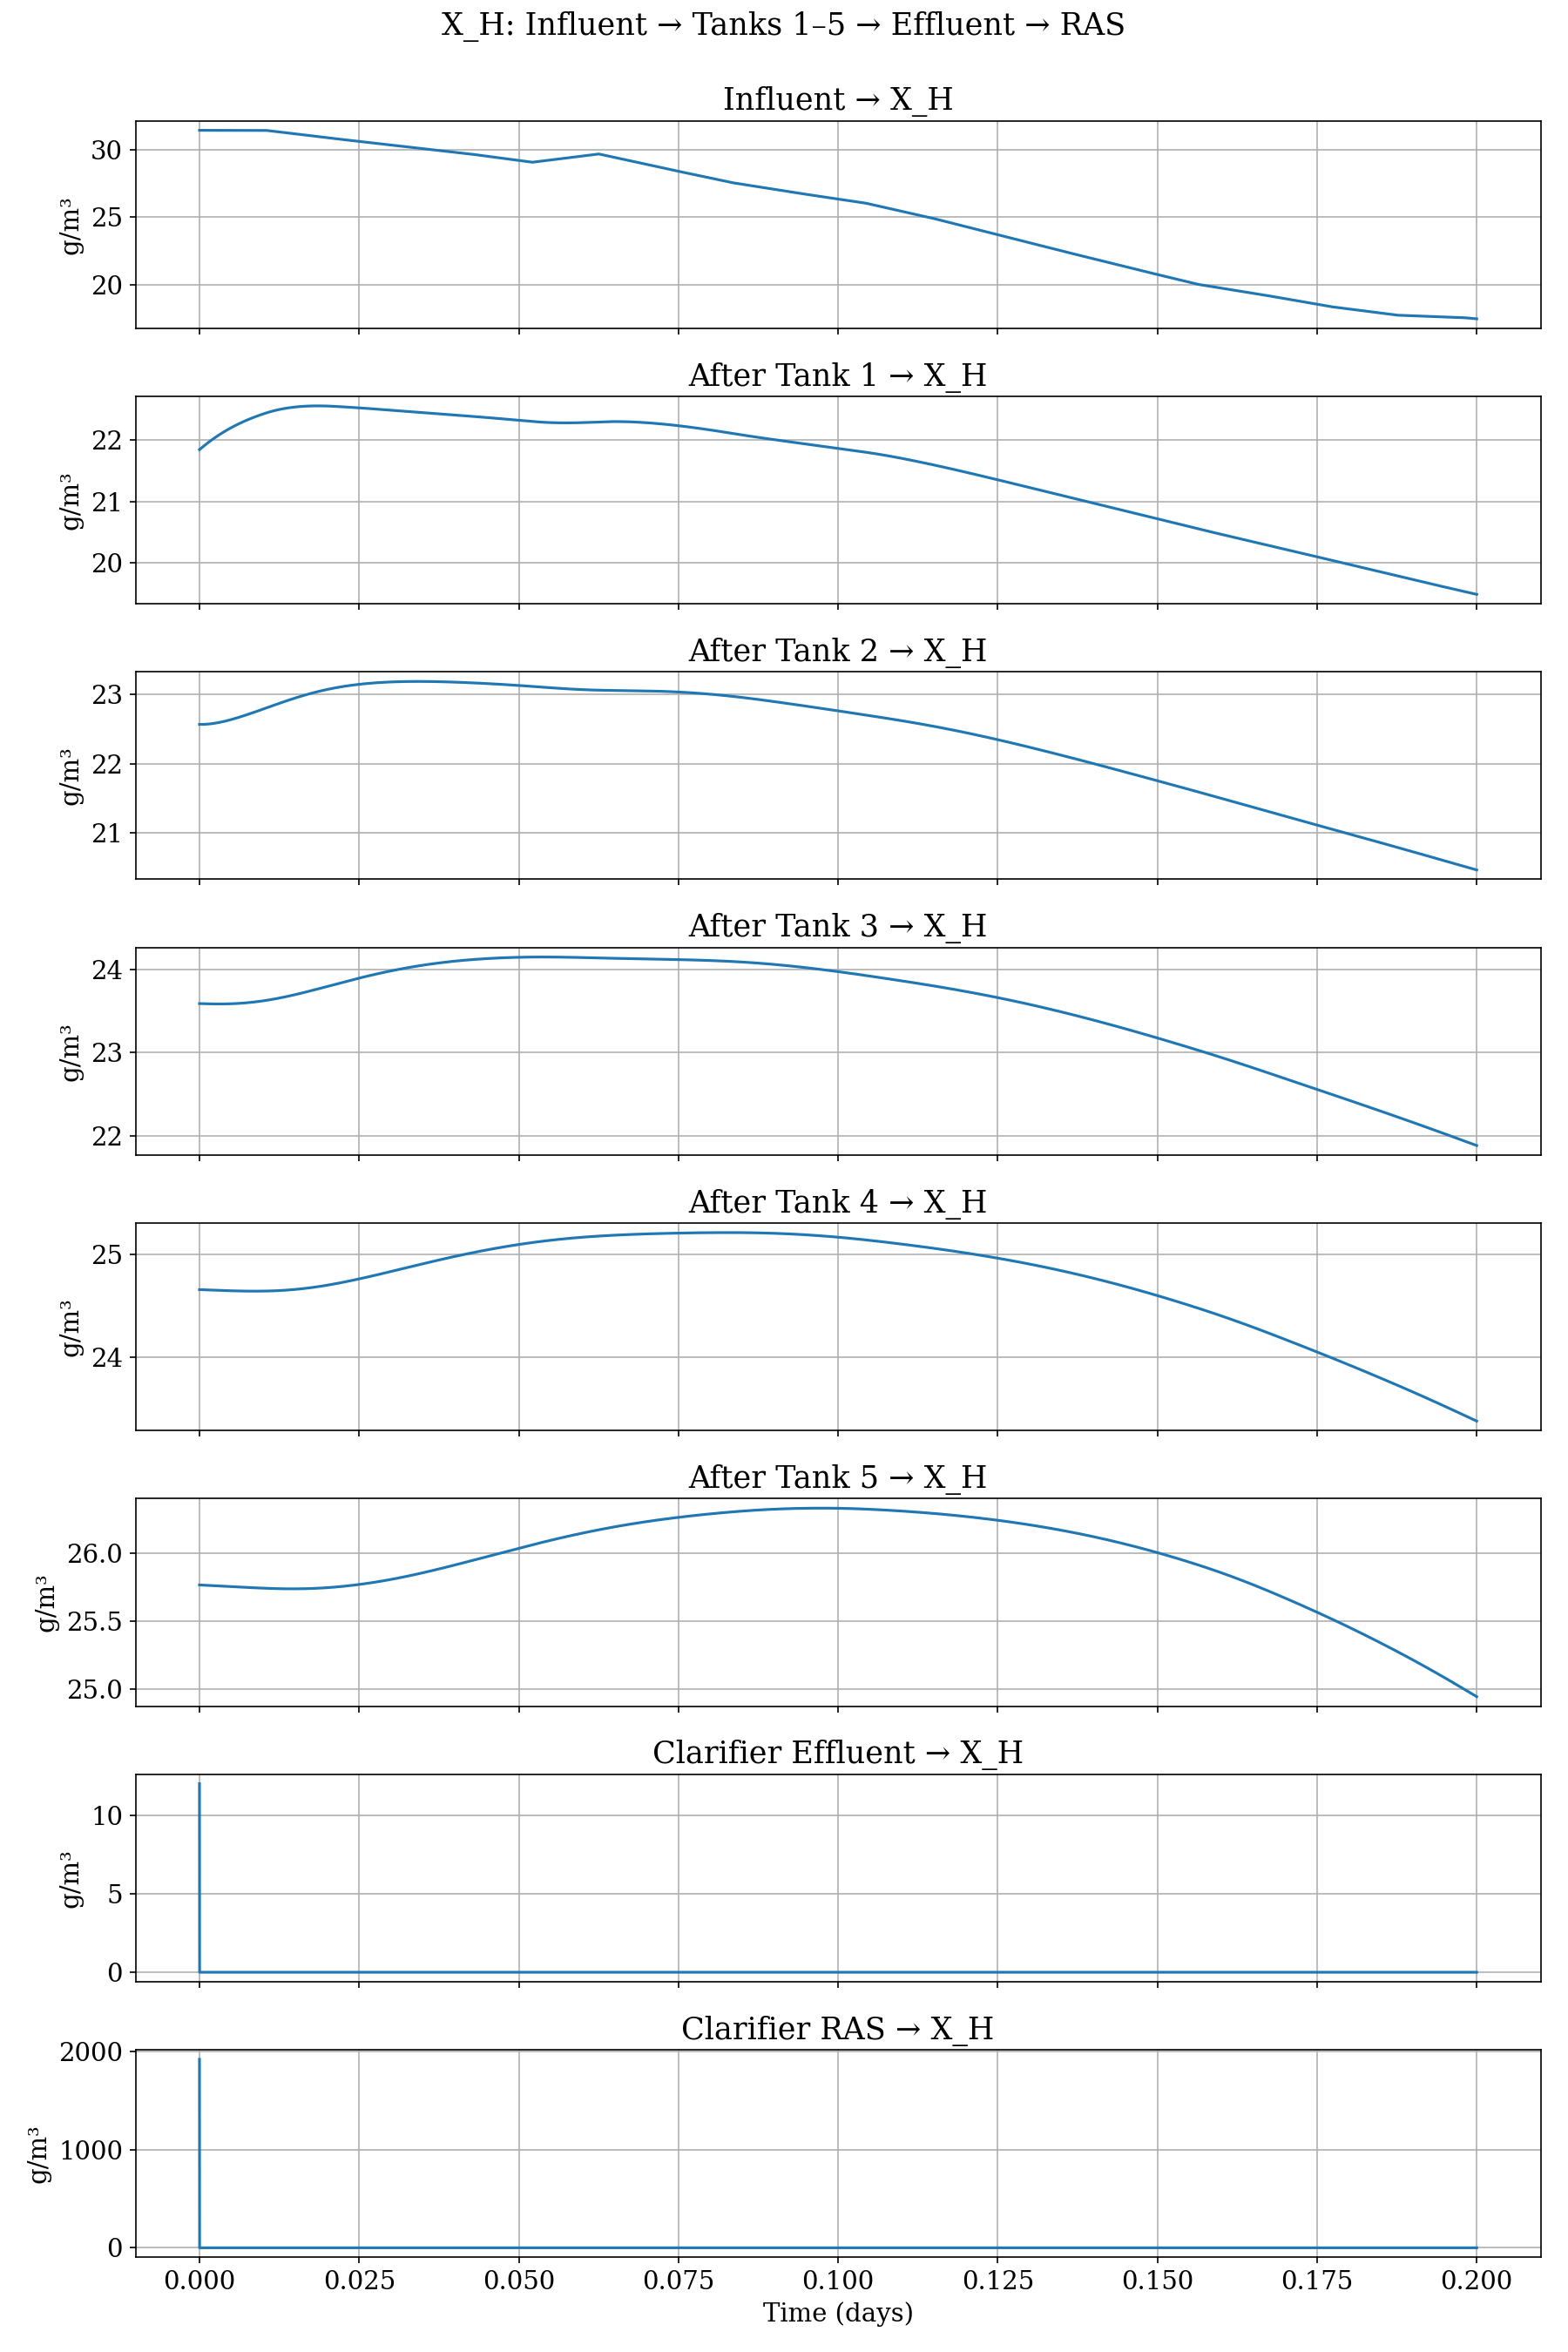 X_H: Influent → Tanks 1–5 → Effluent → RAS
Influent → X_H
30
25
20
g/m³
After Tank 1 → X_H
22
21
20
g/m³
After Tank 2 → X_H
23
22
21
g/m³
After Tank 3 → X_H
24
23
22
g/m³
After Tank 4 → X_H
25
24
g/m³
After Tank 5 → X_H
26.0
25.5
25.0
g/m³
Clarifier Effluent → X_H
10
5
0
g/m³
Clarifier RAS → X_H
2000
1000
0
g/m³
0.000 0.025 0.050 0.075 0.100 0.125 0.150 0.175 0.200
Time (days)